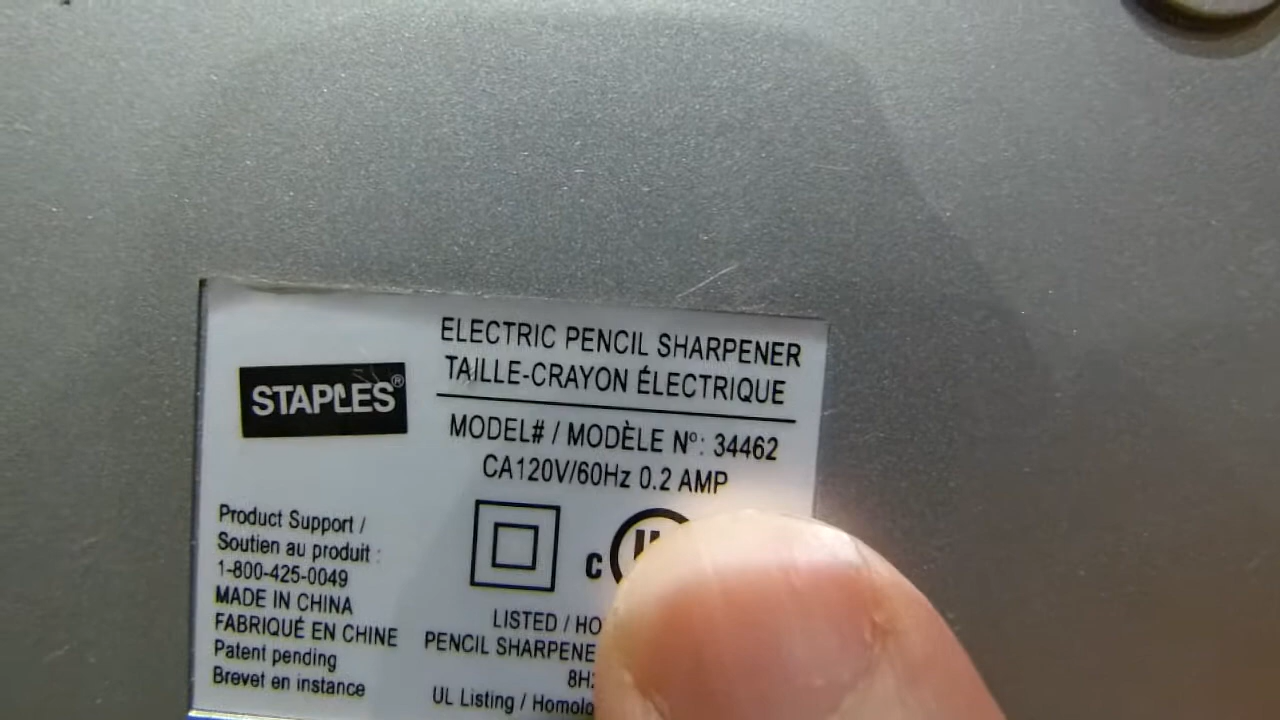 STAPLES®
ELECTRIC PENCIL SHARPENER
TAILLE-CRAYON ÉLECTRIQUE
MODEL# / MODÈLE Nº: 34462
CA120V/60Hz 0.2 AMP
Product Support /
Soutien au produit :
1-800-425-0049
MADE IN CHINA
FABRIQUÉ EN CHINE
Patent pending
Brevet en instance
C
LISTED /
PENCIL
UL Listing /